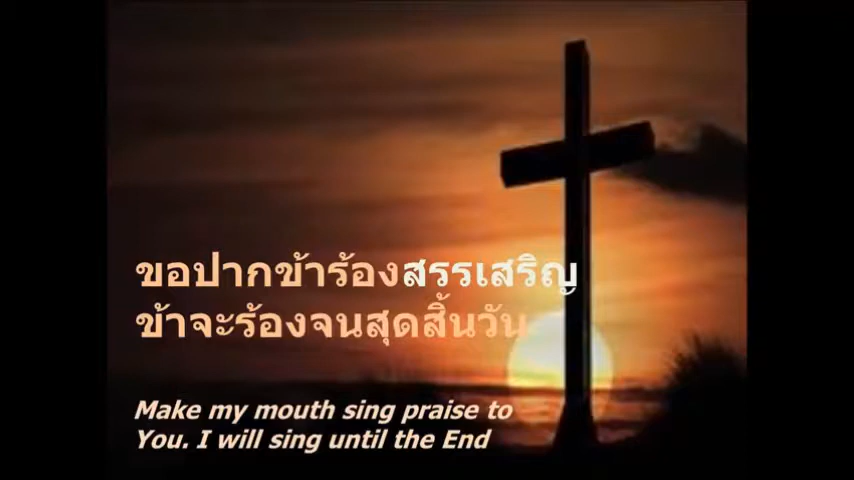 ขอปากข้าร้องสรรเสริญ
ข้าจะร้องจนสุดสิ้นวัน
Make my mouth sing praise to
You. I will sing until the End